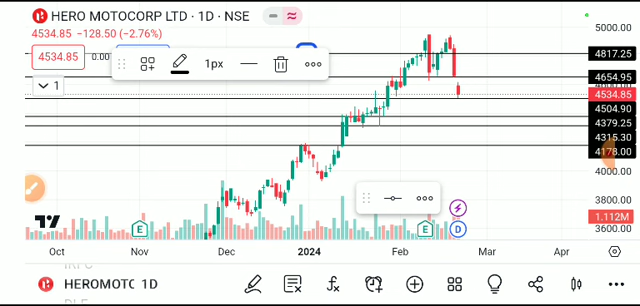 HERO MOTOCORP LTD · 1D · NSE
4534.85 −128.50 (−2.76%)
4534.85
0.00
1px
1
5000.00
4817.25
4654.95
4534.85
4504.90
4379.25
4315.30
4178.00
4000.00
3800.00
1.112M
3600.00
E
E
D
Oct
Nov
Dec
2024
Feb
Mar
Apr
HEROMOTC 1D